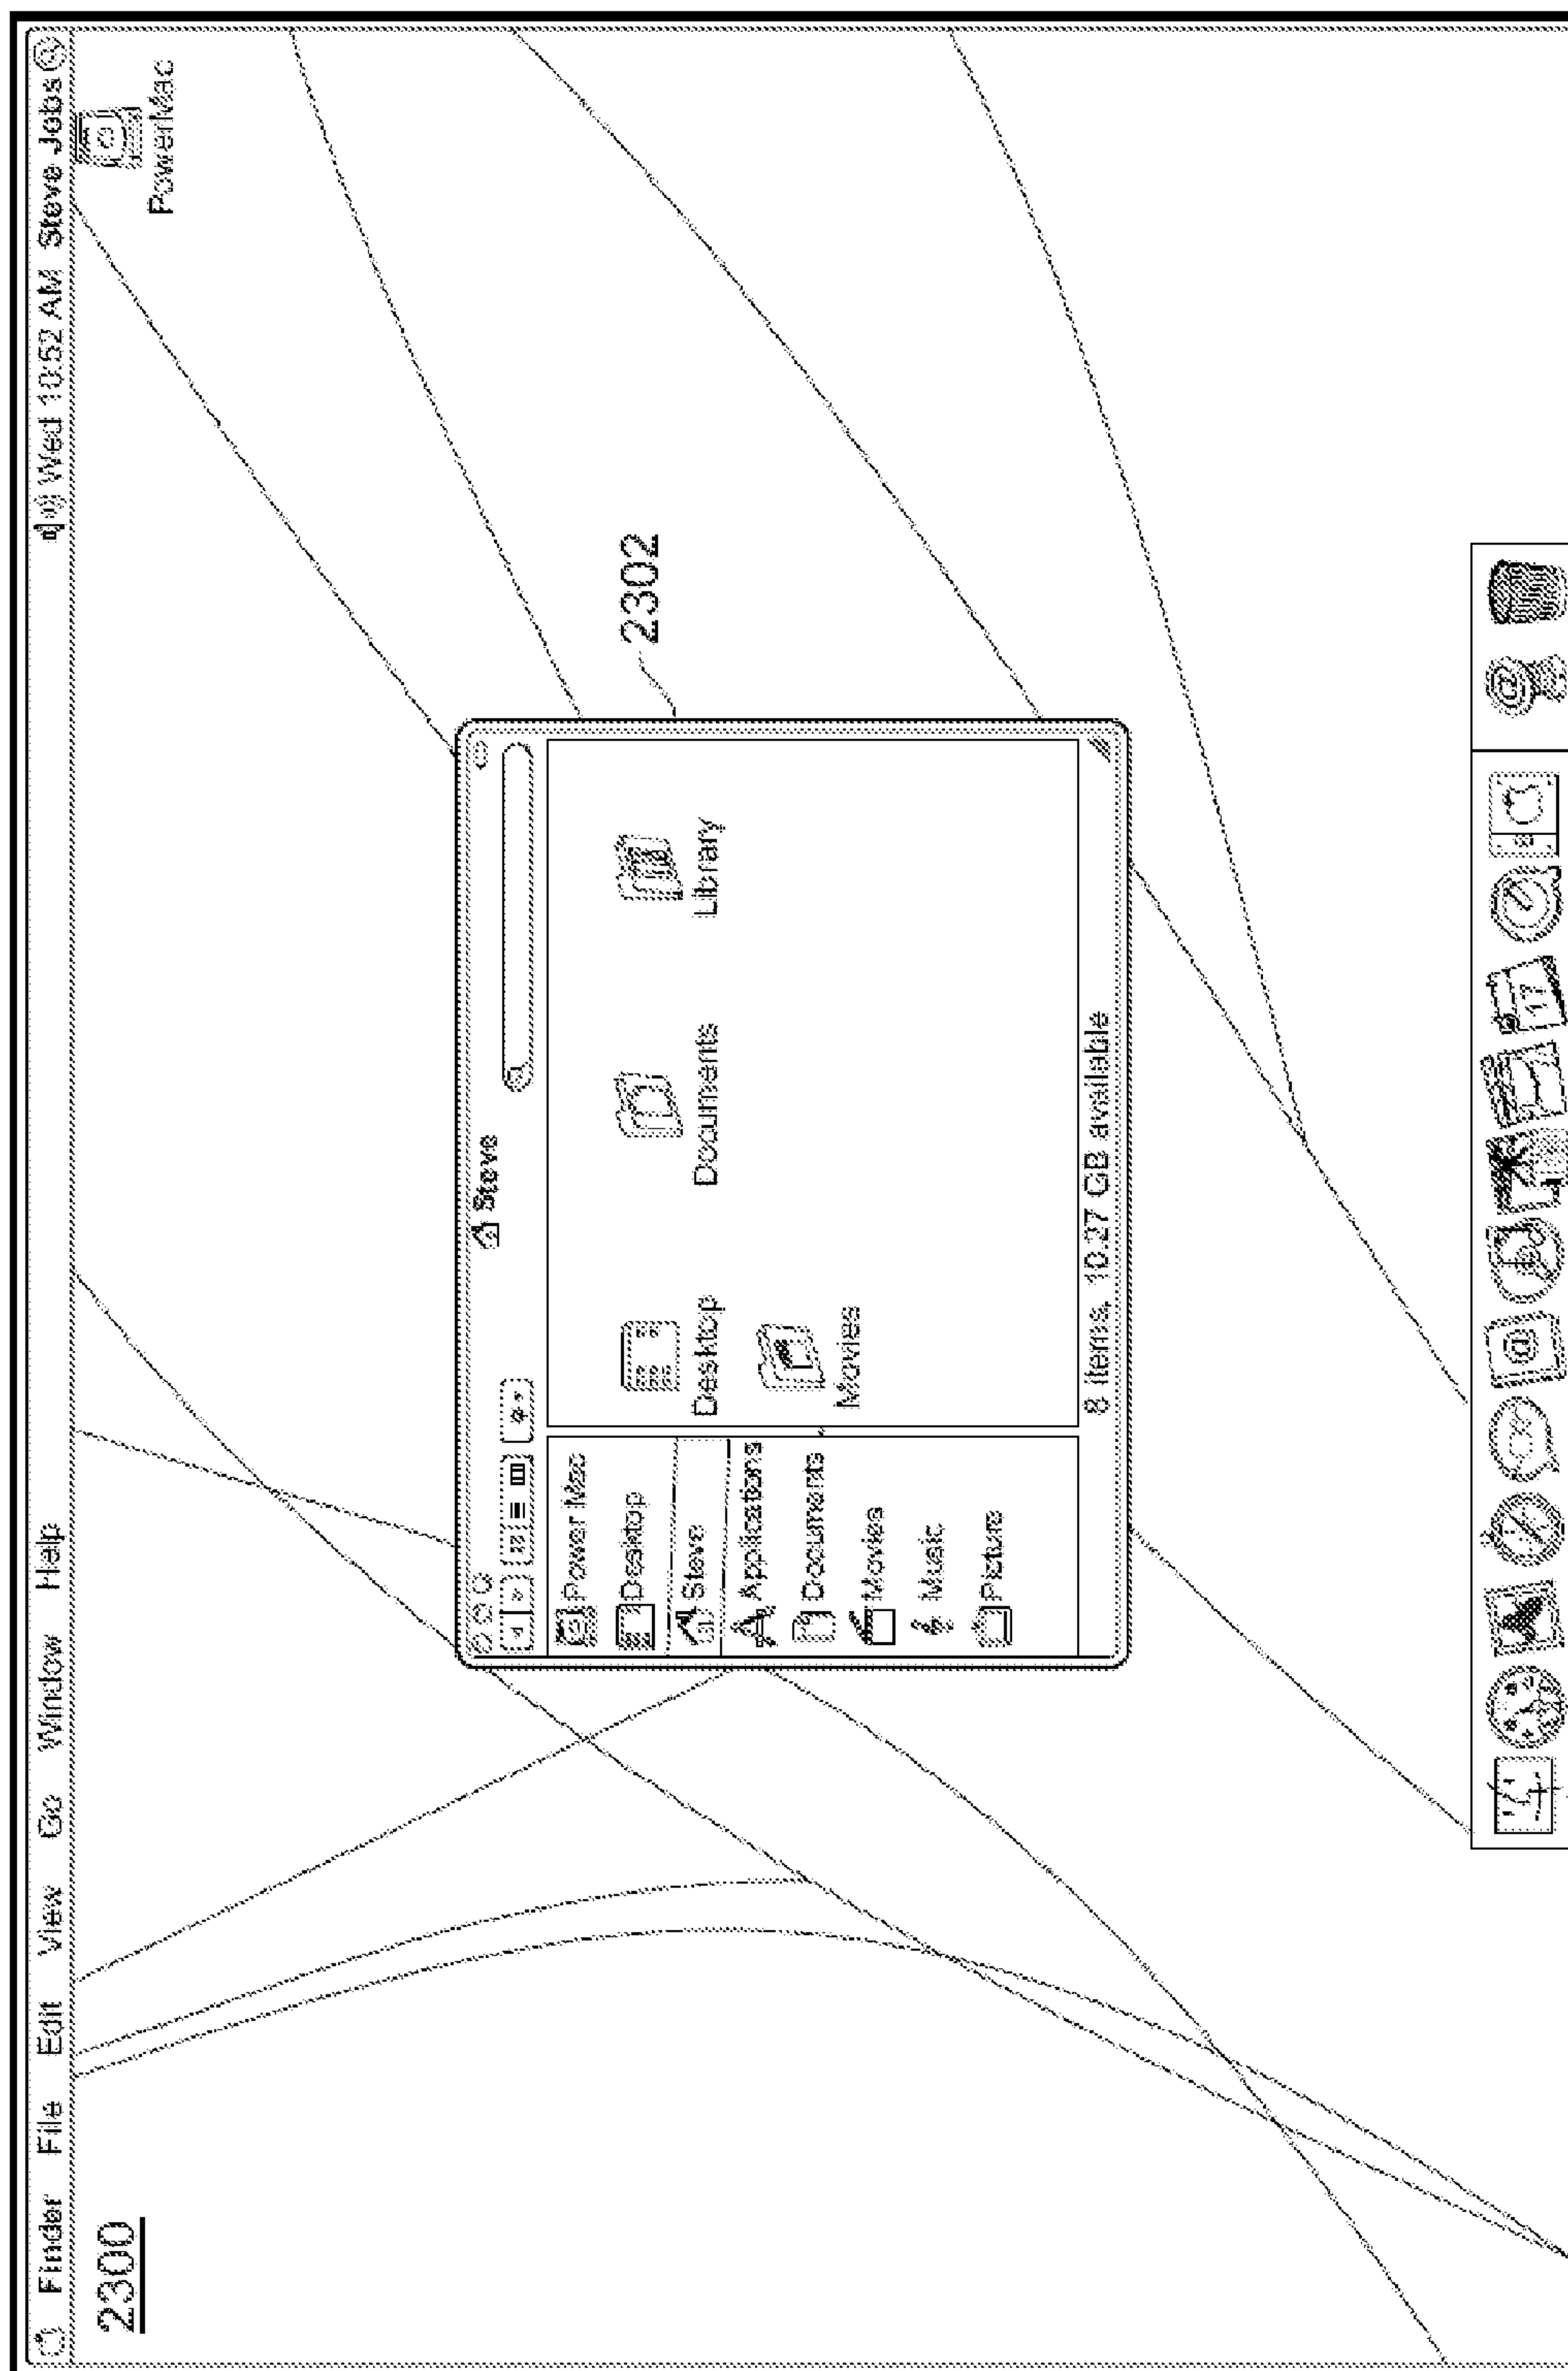 Finder File Edit View Go Window Help Wed 10:52 AM Steve Jobs
2300
PowerMac
2302
Steve
Power Mac
Desktop
Steve
Applications
Documents
Movies
Music
Picture
Desktop Documents Library
Movies
8 items, 10.27 GB available
@
17
@